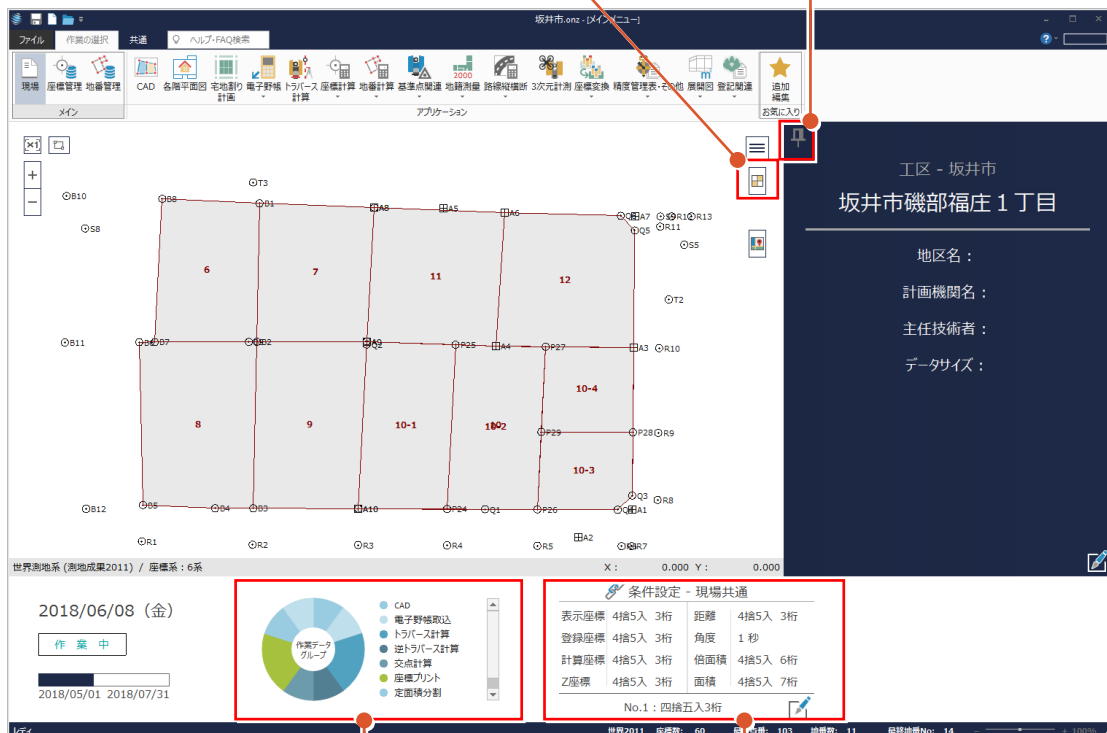 坂井市.onz - [メインメニュー]
ファイル 作業の選択 共通 ヘルプ・FAQ検索
現場 座標管理 地番管理 CAD 各階平面図 宅地割り計画 電子野帳 トラバース計算 座標計算 地番計算 基準点関連 地籍測量 路線縦横断 3次元計測 座標変換 精度管理表・その他 展開図 登記関連 追加編集
メイン アプリケーション お気に入り
工区 - 坂井市
坂井市磯部福庄１丁目
地区名：
計画機関名：
主任技術者：
データサイズ：
T3
B10 B8 B1 A8 A5 A6 A7 R13
S8 Q5 R11
S5
6 7 11 12
T2
B11 B7 B2 Q2 P25 A4 P27 A3 R10
10-4
8 9 10-1 10-2
P29 P28 R9
10-3
Q3 R8
B12 B5 B4 B3 A10 P24 Q1 P26 A1
A2
R1 R2 R3 R4 R5 R7
世界測地系 (測地成果2011) / 座標系：6系 X： 0.000 Y： 0.000
2018/06/08（金）
作 業 中
2018/05/01 2018/07/31
作業データ
グループ
CAD
電子野帳取込
トラバース計算
逆トラバース計算
交点計算
座標プリント
定面積分割
条件設定 - 現場共通
表示座標 4捨5入 3桁 距離 4捨5入 3桁
登録座標 4捨5入 3桁 角度 1 秒
計算座標 4捨5入 3桁 倍面積 4捨5入 6桁
Z座標 4捨5入 3桁 面積 4捨5入 7桁
No.1：四捨五入3桁
レディ 世界2011 座標数: 60 103 地番数: 11 最終地番No: 14 100%